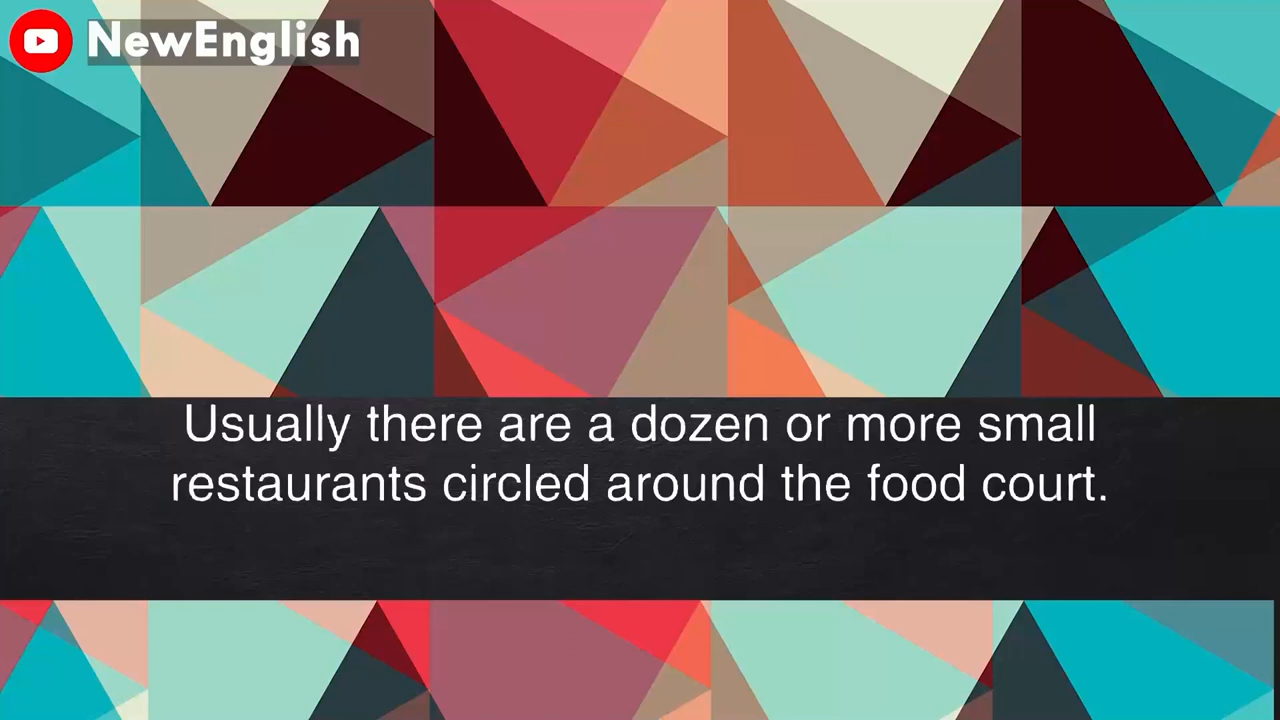 NewEnglish
Usually there are a dozen or more small
restaurants circled around the food court.